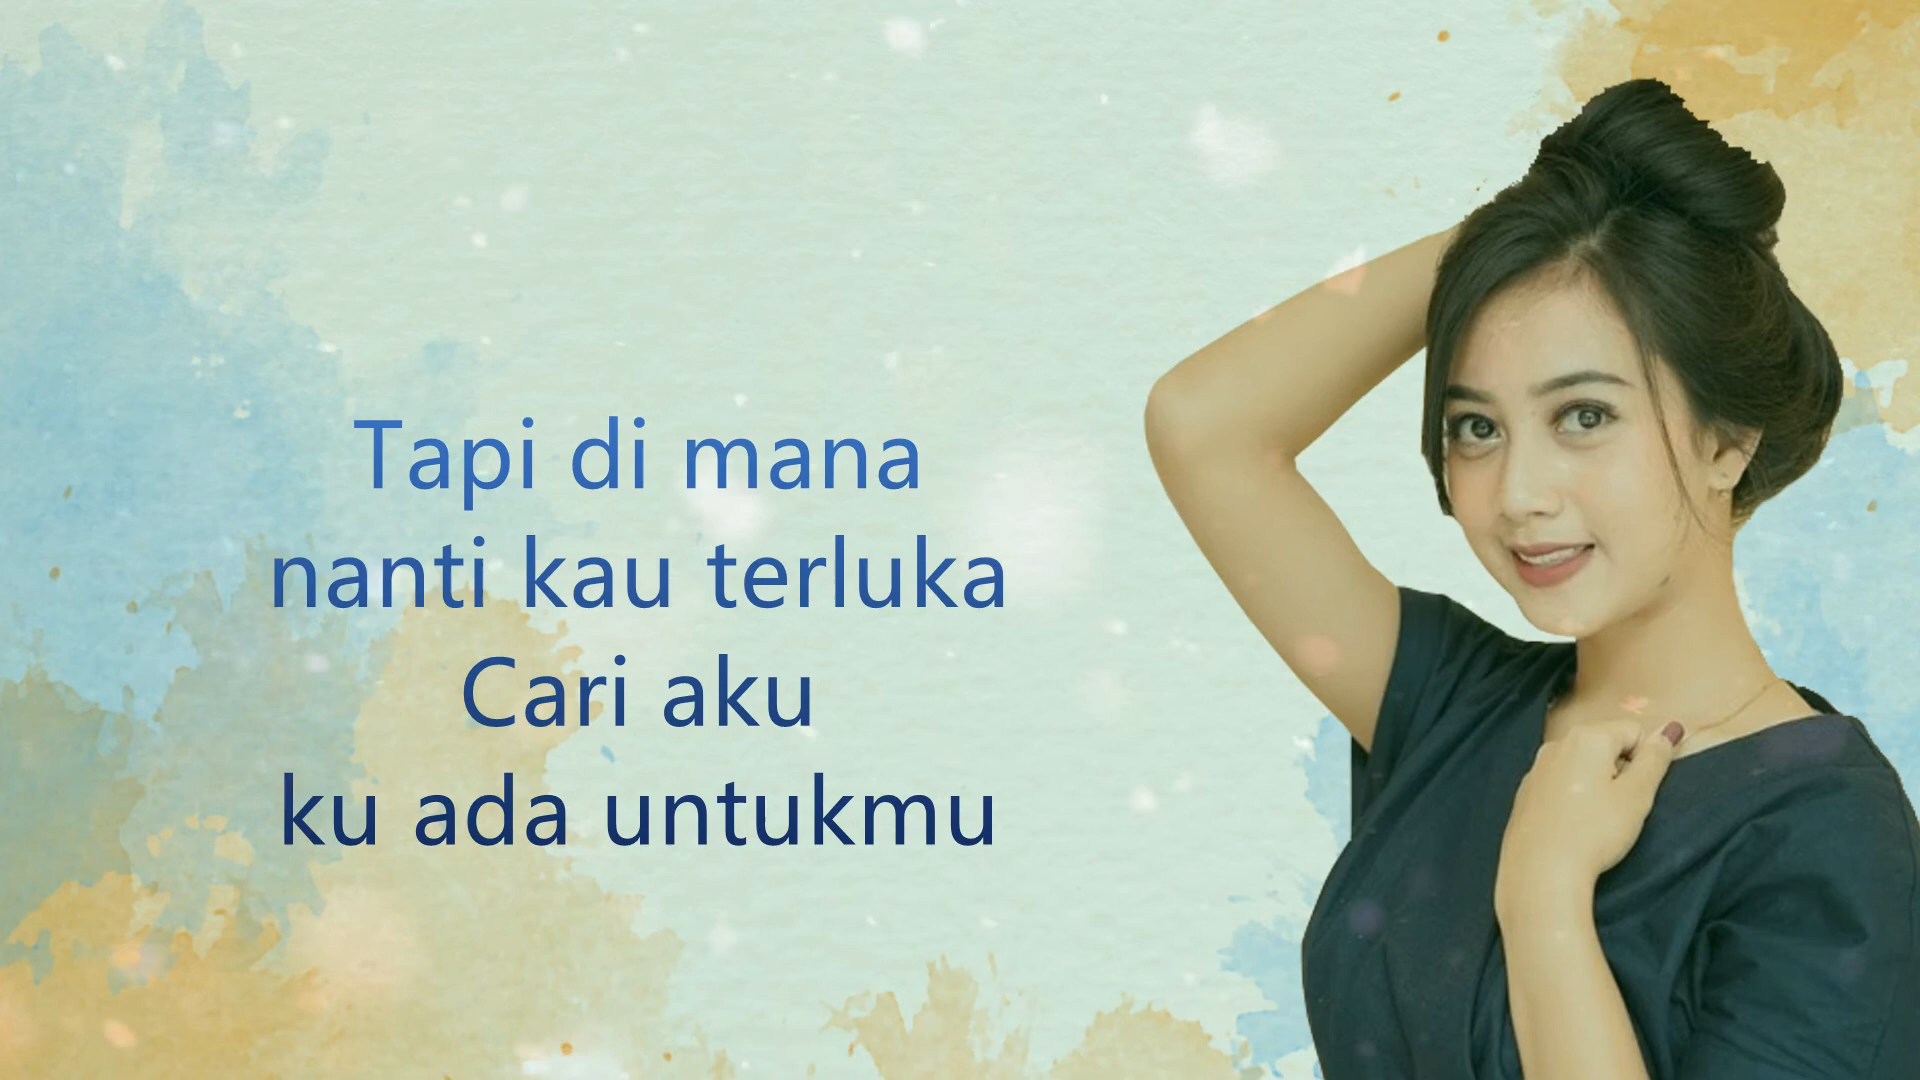 Tapi di mana
nanti kau terluka
Cari aku
ku ada untukmu